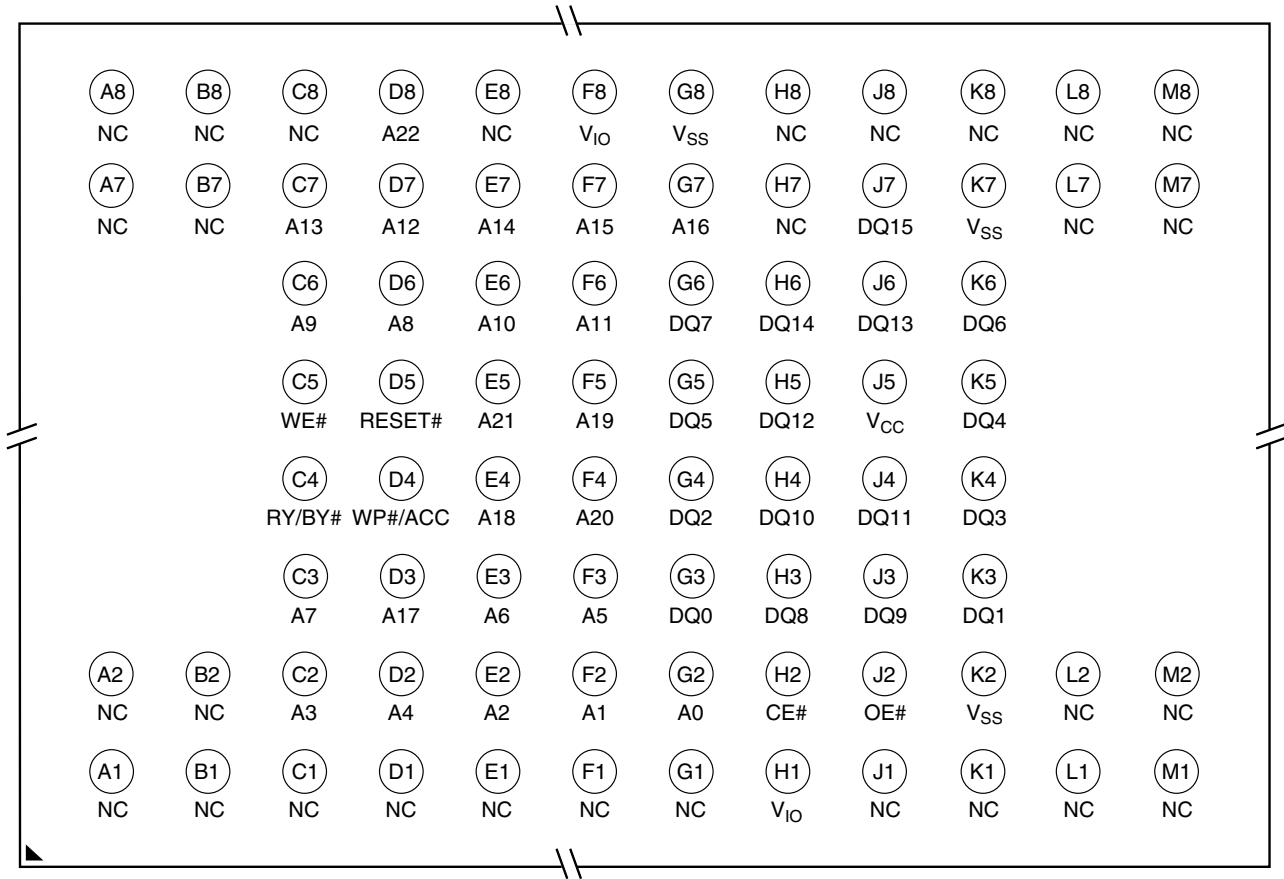 A8 B8 C8 D8 E8 F8 G8 H8 J8 K8 L8 M8
NC NC NC A22 NC VIO VSS NC NC NC NC NC
A7 B7 C7 D7 E7 F7 G7 H7 J7 K7 L7 M7
NC NC A13 A12 A14 A15 A16 NC DQ15 VSS NC NC
C6 D6 E6 F6 G6 H6 J6 K6
A9 A8 A10 A11 DQ7 DQ14 DQ13 DQ6
C5 D5 E5 F5 G5 H5 J5 K5
WE# RESET# A21 A19 DQ5 DQ12 VCC DQ4
C4 D4 E4 F4 G4 H4 J4 K4
RY/BY# WP#/ACC A18 A20 DQ2 DQ10 DQ11 DQ3
C3 D3 E3 F3 G3 H3 J3 K3
A7 A17 A6 A5 DQ0 DQ8 DQ9 DQ1
A2 B2 C2 D2 E2 F2 G2 H2 J2 K2 L2 M2
NC NC A3 A4 A2 A1 A0 CE# OE# VSS NC NC
A1 B1 C1 D1 E1 F1 G1 H1 J1 K1 L1 M1
NC NC NC NC NC NC NC VIO NC NC NC NC